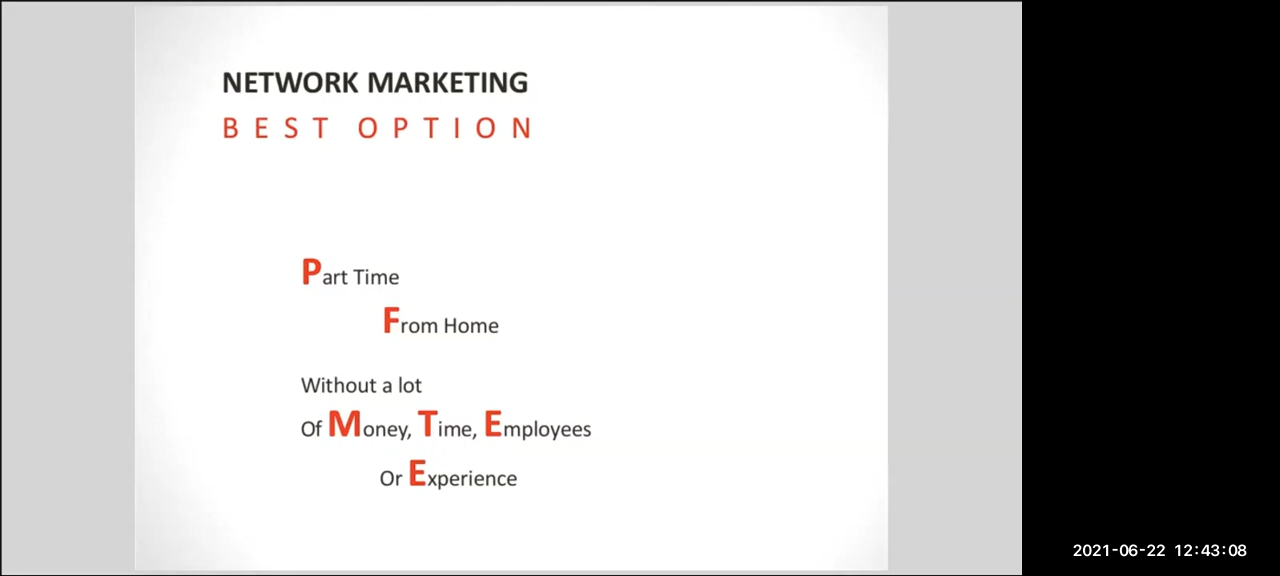 NETWORK MARKETING
BEST OPTION
Part Time
From Home
Without a lot
Of Money, Time, Employees
Or Experience
2021-06-22 12:43:08